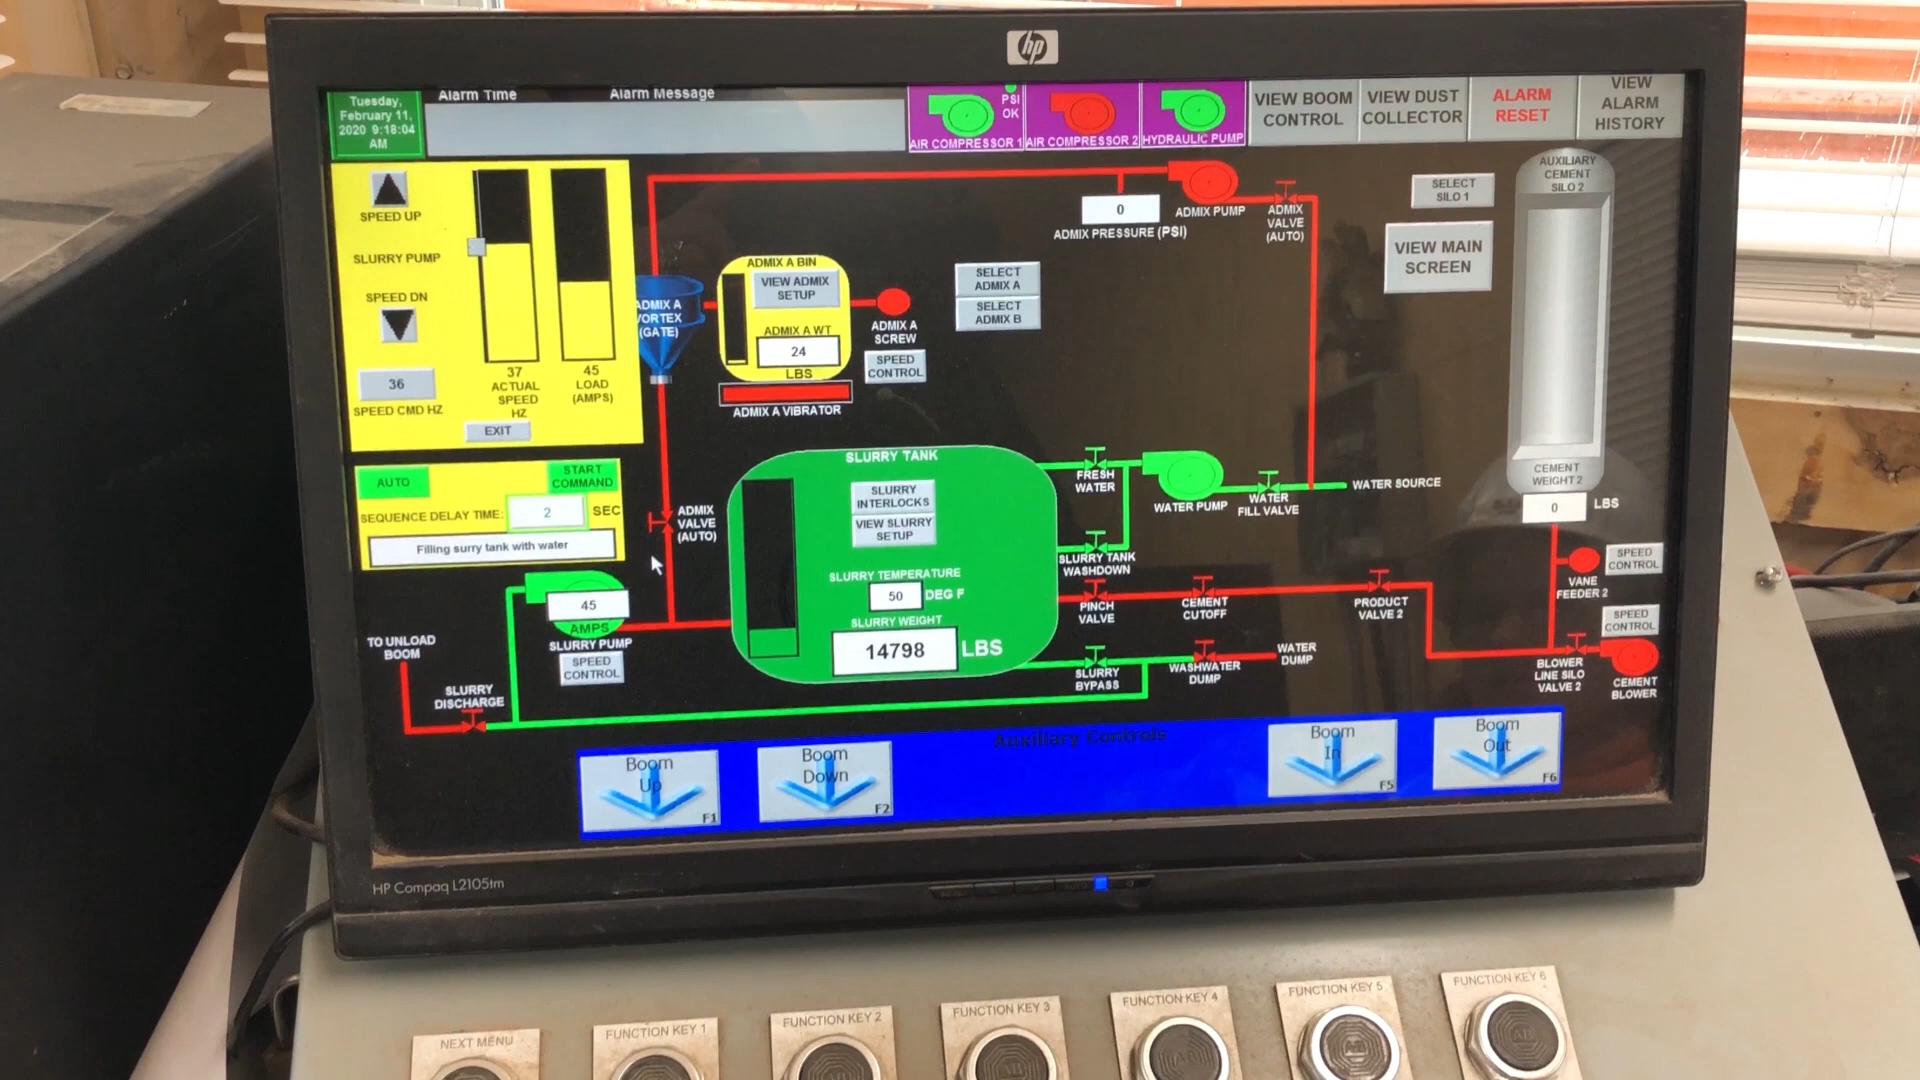 hp
Tuesday,
February 11,
2020 9:18:04
AM
Alarm Time
Alarm Message
PSI
OK
AIR COMPRESSOR 1
AIR COMPRESSOR 2
HYDRAULIC PUMP
VIEW BOOM
CONTROL
VIEW DUST
COLLECTOR
ALARM
RESET
VIEW
ALARM
HISTORY
SPEED UP
SLURRY PUMP
SPEED DN
36
SPEED CMD HZ
37
ACTUAL
SPEED
HZ
45
LOAD
(AMPS)
EXIT
ADMIX A
VORTEX
(GATE)
ADMIX A BIN
VIEW ADMIX
SETUP
ADMIX A WT
24
LBS
ADMIX A VIBRATOR
ADMIX A
SCREW
SPEED
CONTROL
SELECT
ADMIX A
SELECT
ADMIX B
0
ADMIX PRESSURE (PSI)
ADMIX PUMP
ADMIX
VALVE
(AUTO)
SELECT
SILO 1
VIEW MAIN
SCREEN
AUXILIARY
CEMENT
SILO 2
CEMENT
WEIGHT 2
0
LBS
AUTO
START
COMMAND
SEQUENCE DELAY TIME:
2
SEC
Filling surry tank with water
ADMIX
VALVE
(AUTO)
SLURRY TANK
SLURRY
INTERLOCKS
VIEW SLURRY
SETUP
SLURRY TEMPERATURE
50
DEG F
SLURRY WEIGHT
14798
LBS
FRESH
WATER
WATER PUMP
WATER
FILL VALVE
WATER SOURCE
SLURRY TANK
WASHDOWN
PINCH
VALVE
CEMENT
CUTOFF
PRODUCT
VALVE 2
VANE
FEEDER 2
SPEED
CONTROL
SPEED
CONTROL
45
AMPS
SLURRY PUMP
SPEED
CONTROL
TO UNLOAD
BOOM
SLURRY
DISCHARGE
SLURRY
BYPASS
WASHWATER
DUMP
WATER
DUMP
BLOWER
LINE SILO
VALVE 2
CEMENT
BLOWER
Auxiliary Controls
Boom
Up
F1
Boom
Down
F2
Boom
In
F5
Boom
Out
F6
HP Compaq L2105tm
NEXT MENU
FUNCTION KEY 1
FUNCTION KEY 2
FUNCTION KEY 3
FUNCTION KEY 4
FUNCTION KEY 5
FUNCTION KEY 6